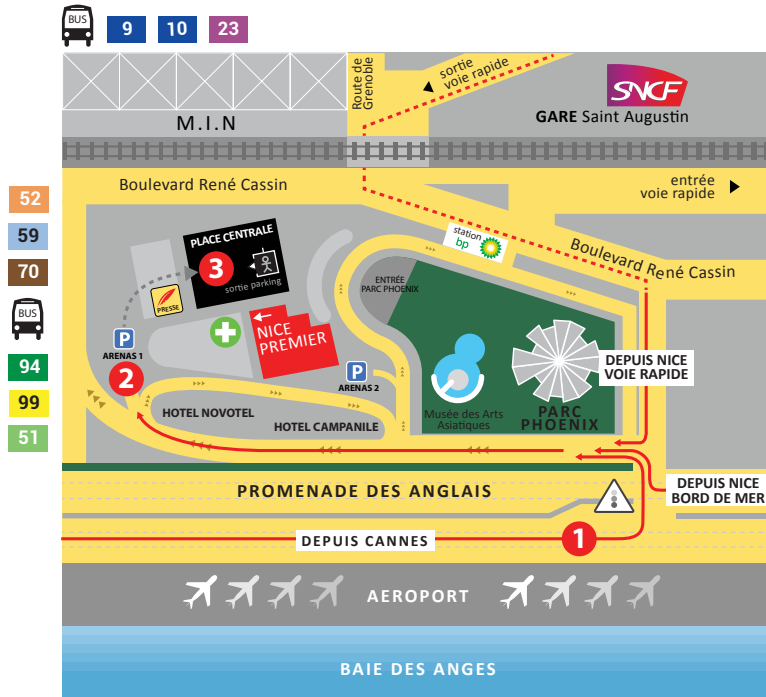 BUS
9
10
23
Route de
Grenoble
sortie
voie rapide
SNCF
GARE Saint Augustin
M.I.N
Boulevard René Cassin
entrée
voie rapide
52
59
70
BUS
94
99
51
station
bp
Boulevard René Cassin
PLACE CENTRALE
3
sortie parking
PRESSE
ENTRÉE
PARC PHOENIX
NICE
PREMIER
P
ARENAS 1
2
P
ARENAS 2
DEPUIS NICE
VOIE RAPIDE
HOTEL NOVOTEL
HOTEL CAMPANILE
Musée des Arts
Asiatiques
PARC
PHOENIX
DEPUIS NICE
BORD DE MER
PROMENADE DES ANGLAIS
DEPUIS CANNES
1
AEROPORT
BAIE DES ANGES